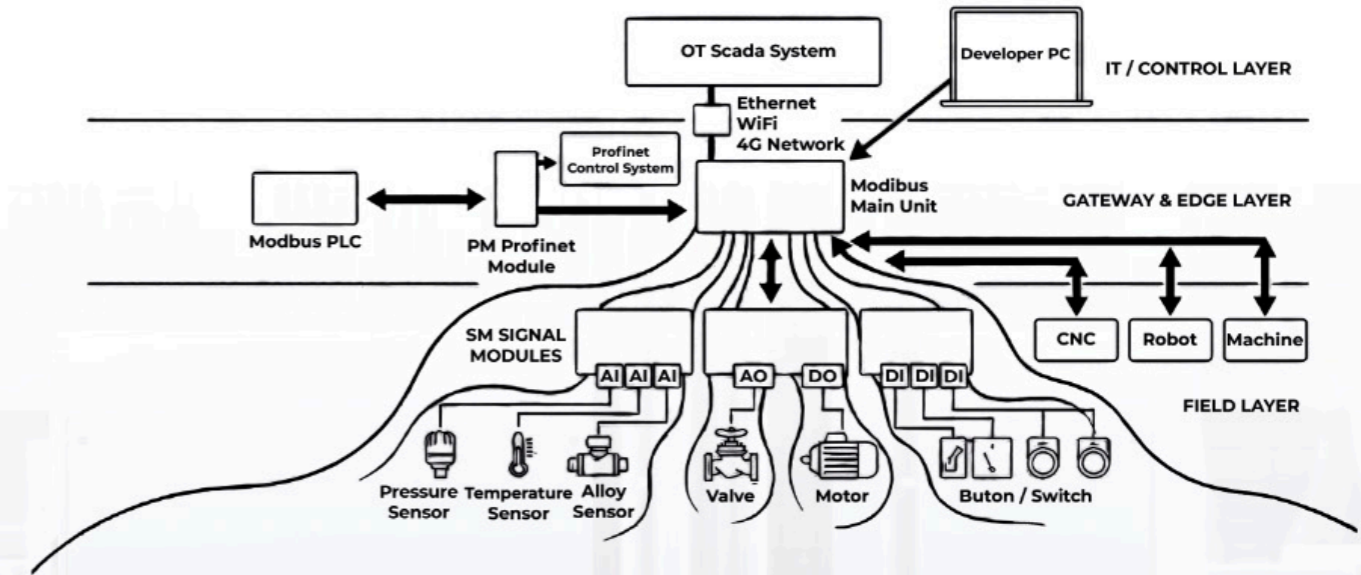 OT Scada System
Developer PC
IT / CONTROL LAYER
Ethernet
WiFi
4G Network
Profinet
Control System
Modibus
Main Unit
GATEWAY & EDGE LAYER
Modbus PLC
PM Profinet
Module
SM SIGNAL
MODULES
AI AI AI
AO DO
DI DI DI
CNC
Robot
Machine
FIELD LAYER
Pressure
Sensor
Temperature
Sensor
Alloy
Sensor
Valve
Motor
Buton / Switch